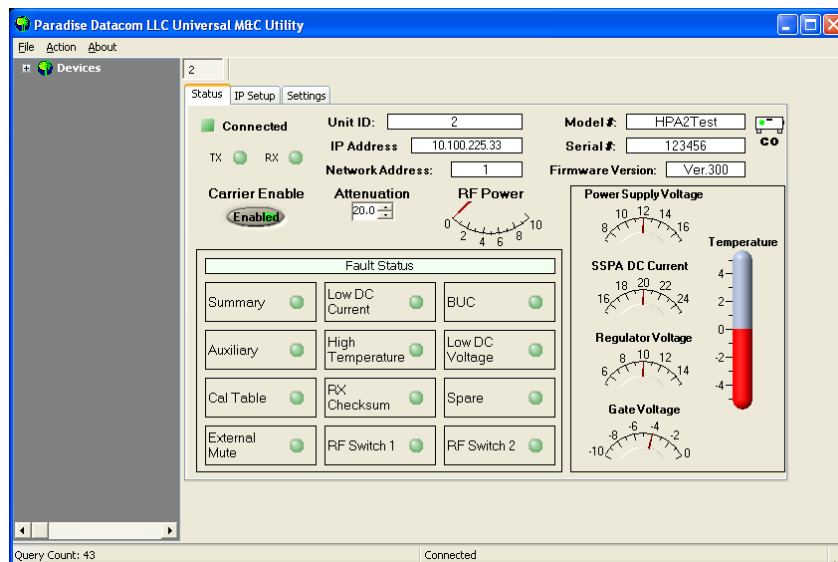 Paradise Datacom LLC Universal M&C Utility
File Action About
Devices
2
Status IP Setup Settings
Connected
Unit ID: 2
Model #: HPA2Test
IP Address 10.100.225.33
Serial #: 123456
CO
TX RX
Network Address: 1
Firmware Version: Ver.300
Carrier Enable
Enabled
Attenuation
20.0
RF Power
0 2 4 6 8 10
Power Supply Voltage
8 10 12 14 16
SSPA DC Current
16 18 20 22 24
Regulator Voltage
6 8 10 12 14
Gate Voltage
-10 -8 -6 -4 -2 0
Temperature
4
2
0
-2
-4
Fault Status
Summary
Low DC
Current
BUC
Auxiliary
High
Temperature
Low DC
Voltage
Cal Table
RX
Checksum
Spare
External
Mute
RF Switch 1
RF Switch 2
Query Count: 43
Connected